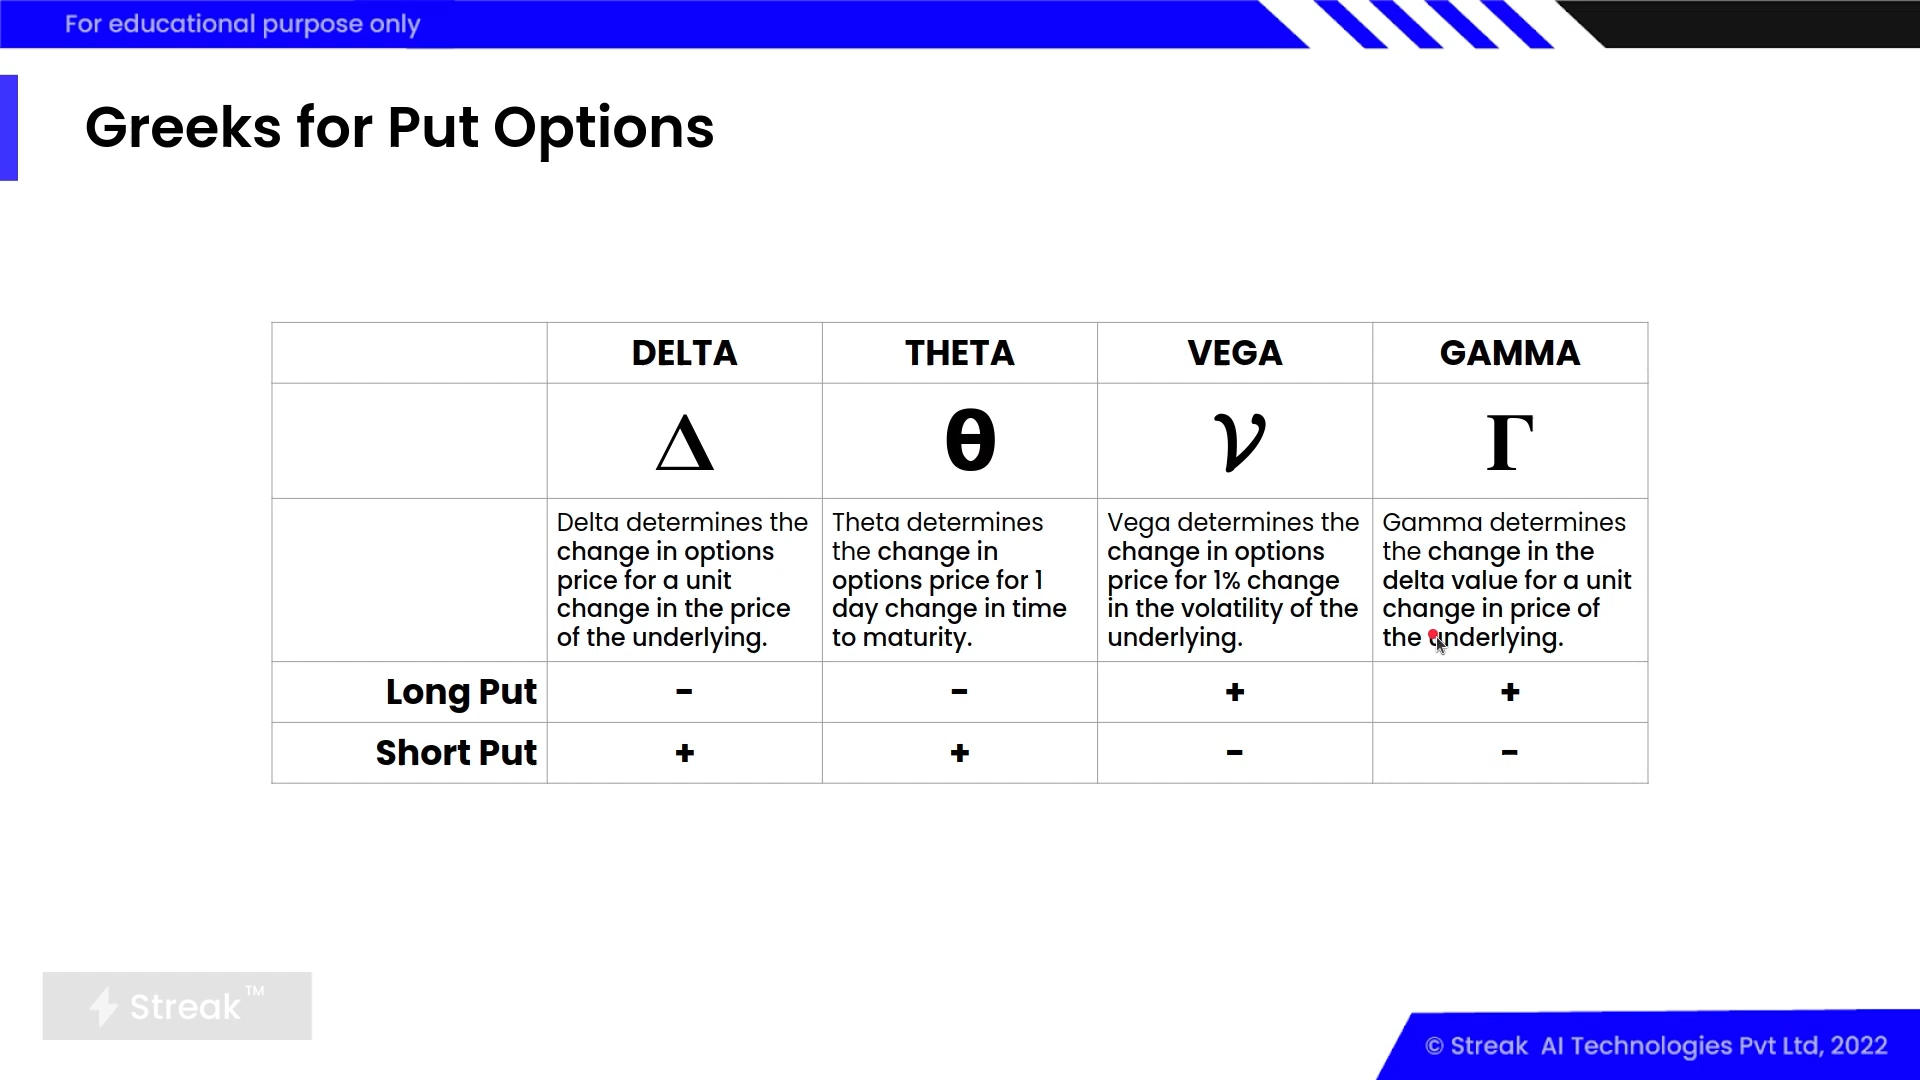 For educational purpose only
Greeks for Put Options
DELTA THETA VEGA GAMMA
Δ θ 𝒱 Γ
Delta determines the
change in options
price for a unit
change in the price
of the underlying.
Theta determines
the change in
options price for 1
day change in time
to maturity.
Vega determines the
change in options
price for 1% change
in the volatility of the
underlying.
Gamma determines
the change in the
delta value for a unit
change in price of
the underlying.
Long Put - - + +
Short Put + + - -
Streak™
© Streak AI Technologies Pvt Ltd, 2022